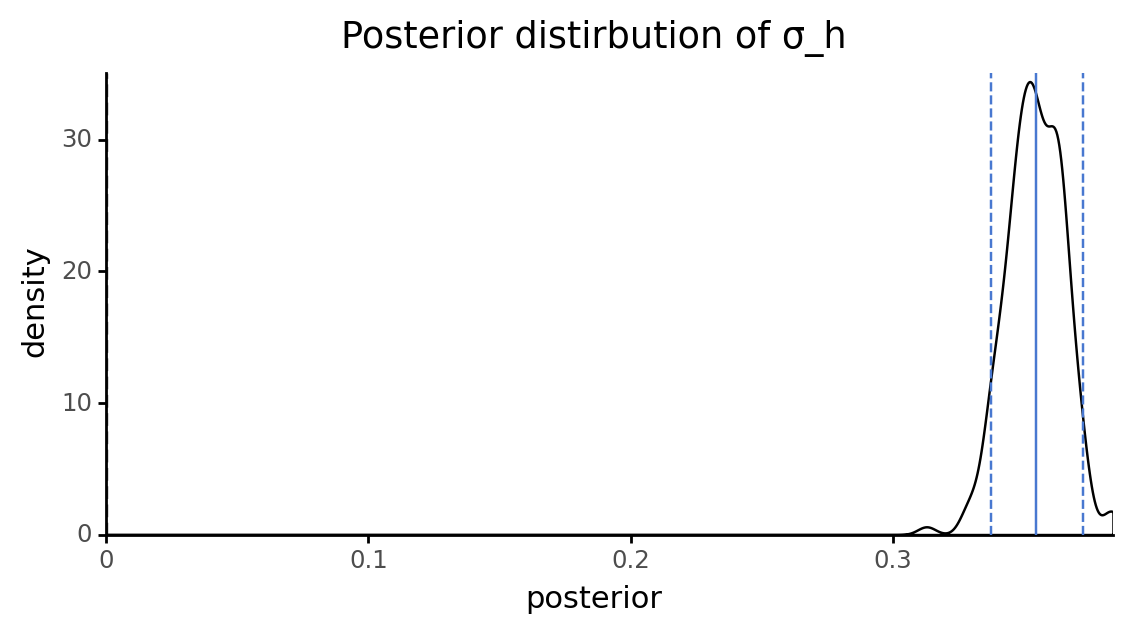 Posterior distirbution of σ_h
density
30
20
10
0
0 0.1 0.2 0.3
posterior